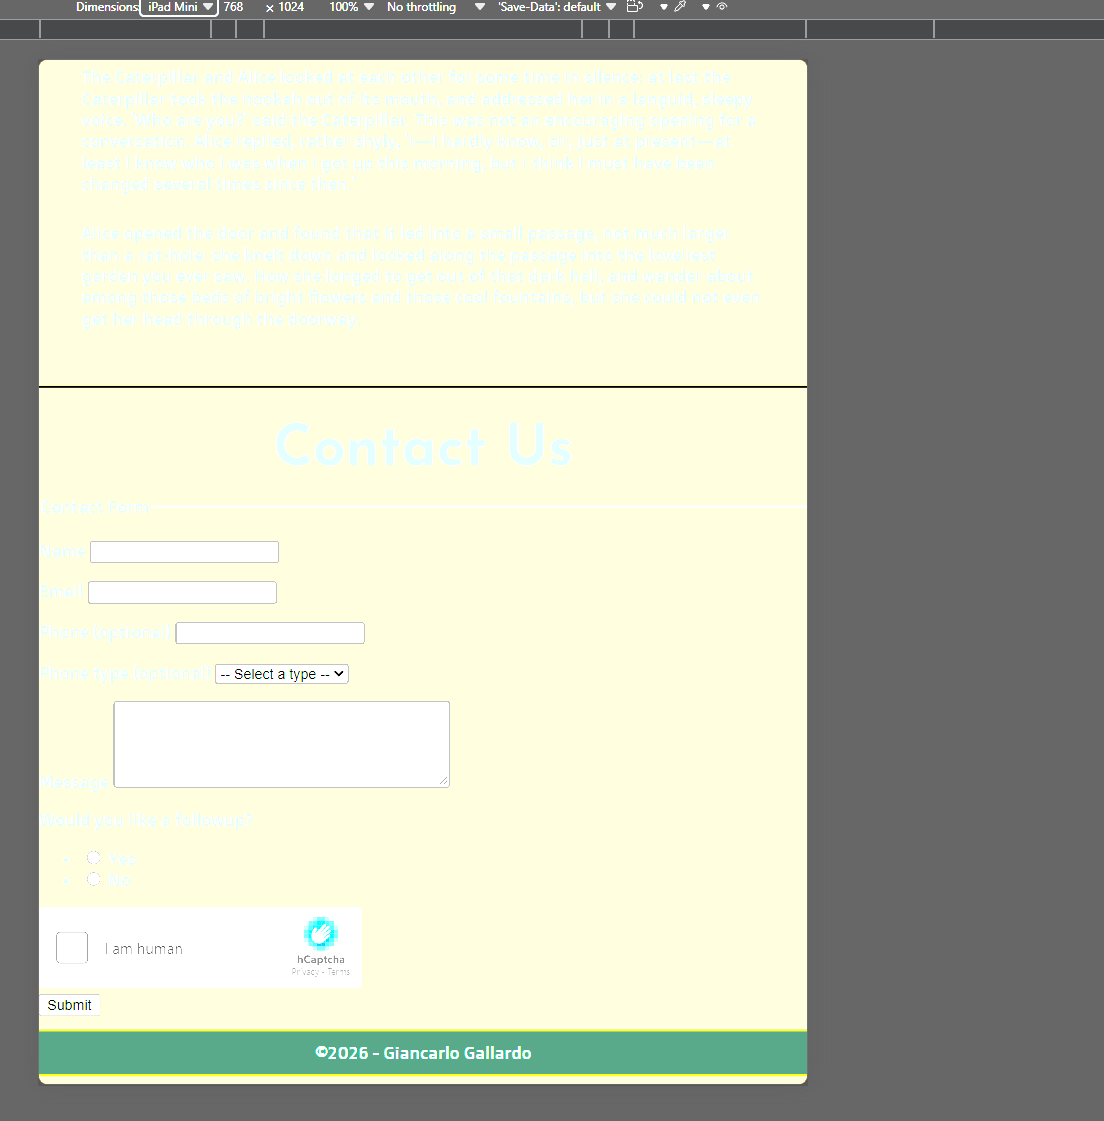 Dimensions: iPad Mini 768 × 1024 100% No throttling 'Save-Data': default
The Caterpillar and Alice looked at each other for some time in silence: at last the
Caterpillar took the hookah out of its mouth, and addressed her in a languid, sleepy
voice. 'Who are you?' said the Caterpillar. This was not an encouraging opening for a
conversation. Alice replied, rather shyly, 'I—I hardly know, sir, just at present—at
least I know who I was when I got up this morning, but I think I must have been
changed several times since then.'
Alice opened the door and found that it led into a small passage, not much larger
than a rat-hole: she knelt down and looked along the passage into the loveliest
garden you ever saw. How she longed to get out of that dark hall, and wander about
among those beds of bright flowers and those cool fountains, but she could not even
get her head through the doorway;
Contact Us
Contact Form
Name
Email
Phone (optional)
Phone type (optional) -- Select a type --
Message
Would you like a followup?
Yes
No
I am human
hCaptcha
Privacy - Terms
Submit
©2026 - Giancarlo Gallardo